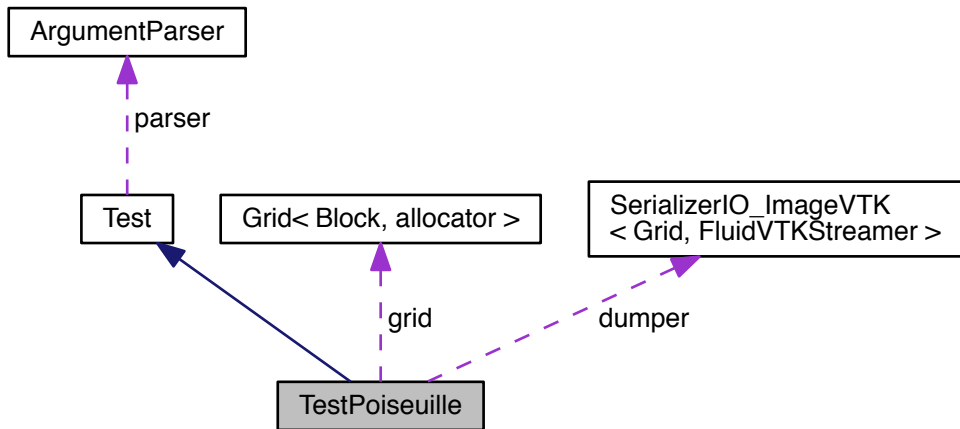 ArgumentParser
parser
Test
Grid< Block, allocator >
SerializerIO_ImageVTK
< Grid, FluidVTKStreamer >
grid
dumper
TestPoiseuille